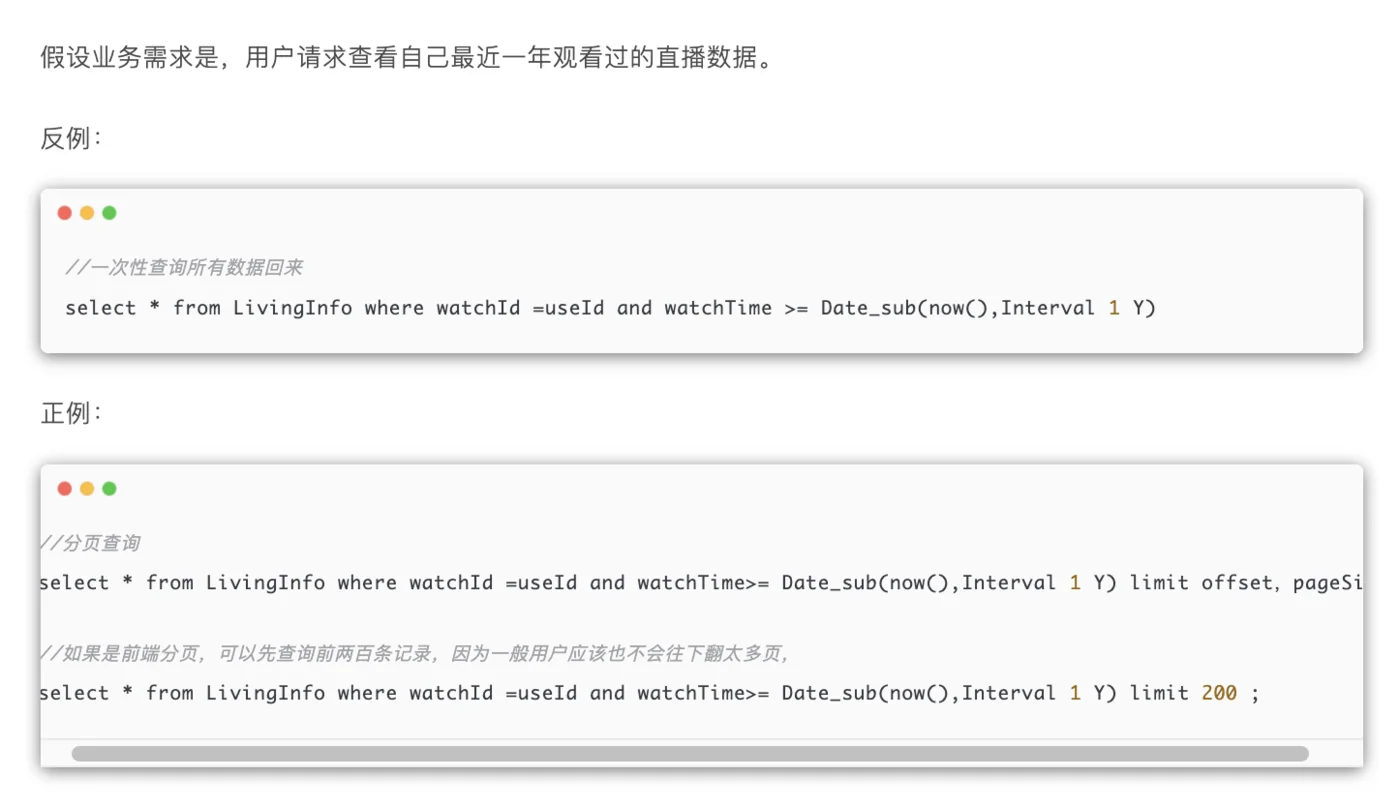 假设业务需求是，用户请求查看自己最近一年观看过的直播数据。
反例：
//一次性查询所有数据回来
select * from LivingInfo where watchId =useId and watchTime >= Date_sub(now(),Interval 1 Y)
正例：
//分页查询
select * from LivingInfo where watchId =useId and watchTime>= Date_sub(now(),Interval 1 Y) limit offset，pageSi
//如果是前端分页，可以先查询前两百条记录，因为一般用户应该也不会往下翻太多页，
select * from LivingInfo where watchId =useId and watchTime>= Date_sub(now(),Interval 1 Y) limit 200 ;